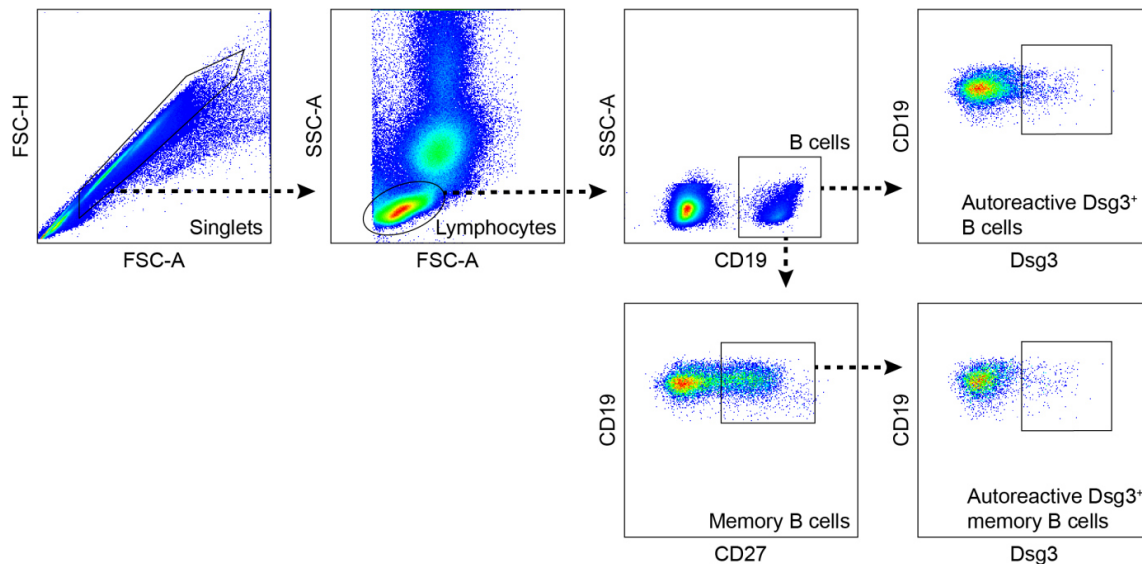 FSC-H
Singlets
FSC-A
SSC-A
Lymphocytes
FSC-A
SSC-A
B cells
CD19
CD19
Autoreactive Dsg3⁺
B cells
Dsg3
CD19
Memory B cells
CD27
CD19
Autoreactive Dsg3⁺
memory B cells
Dsg3